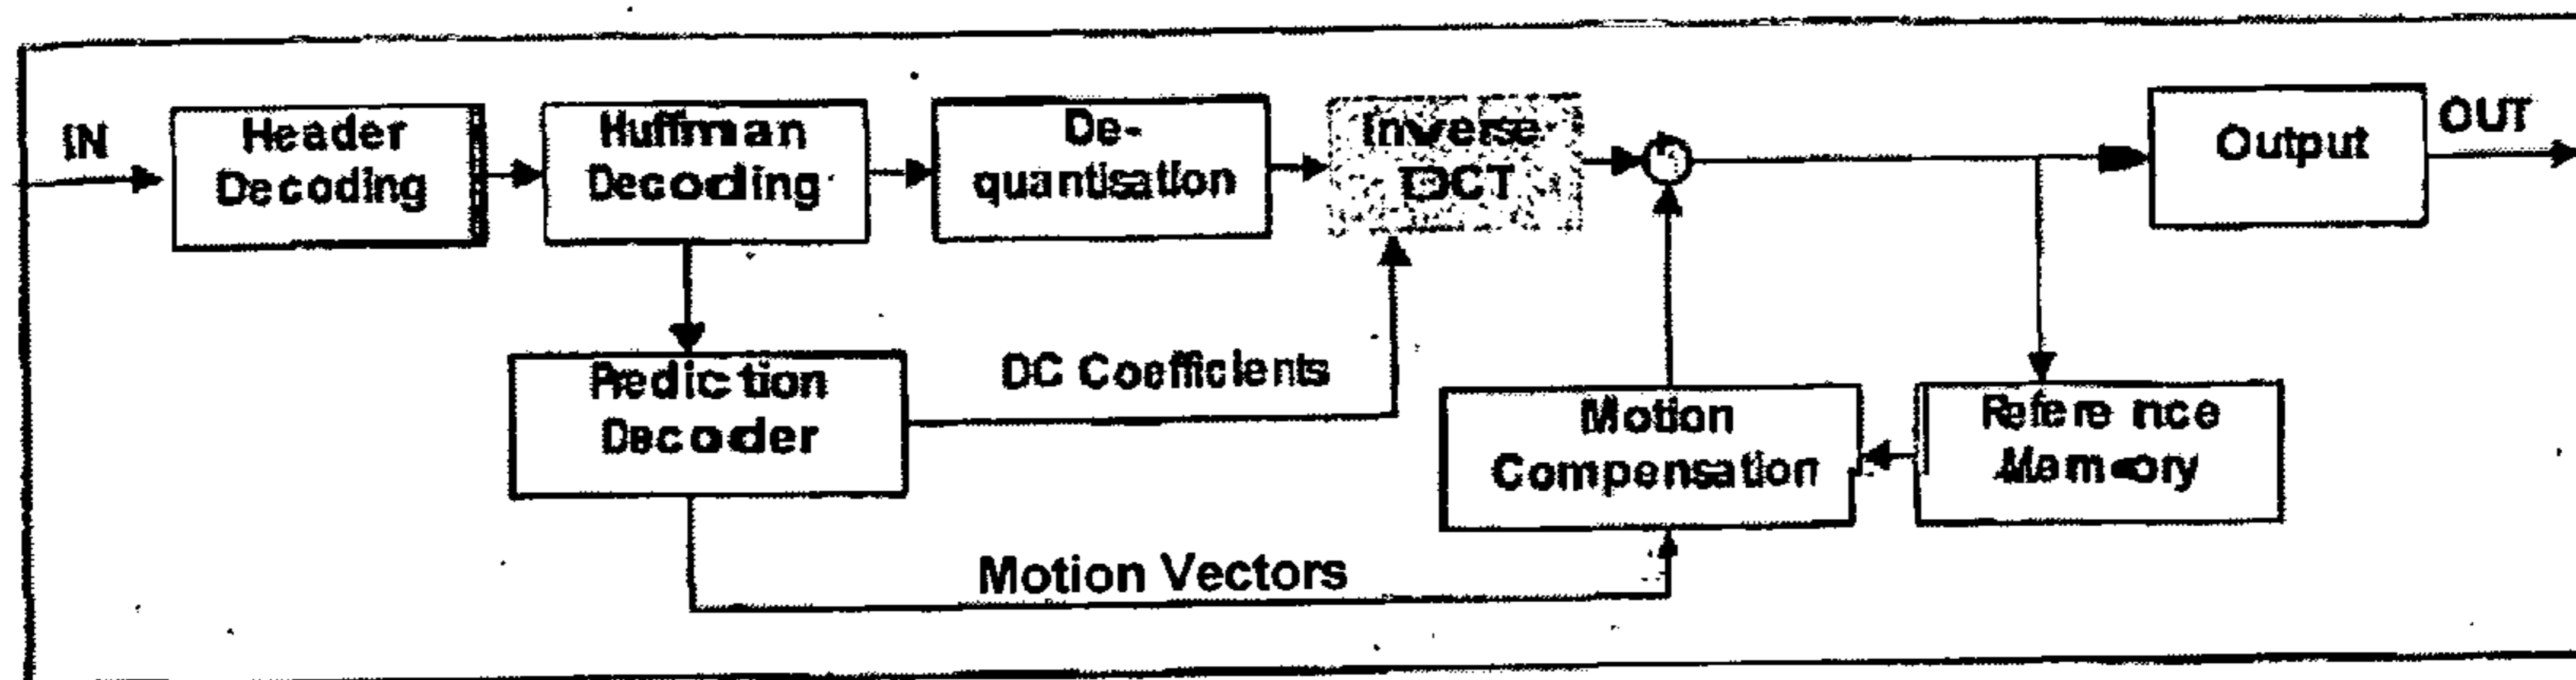 IN
Header
Decoding
Huffman
Decoding
De-
quantisation
Inverse
DCT
+
Output
OUT
Prediction
Decoder
DC Coefficients
Motion
Compensation
Reference
Memory
Motion Vectors